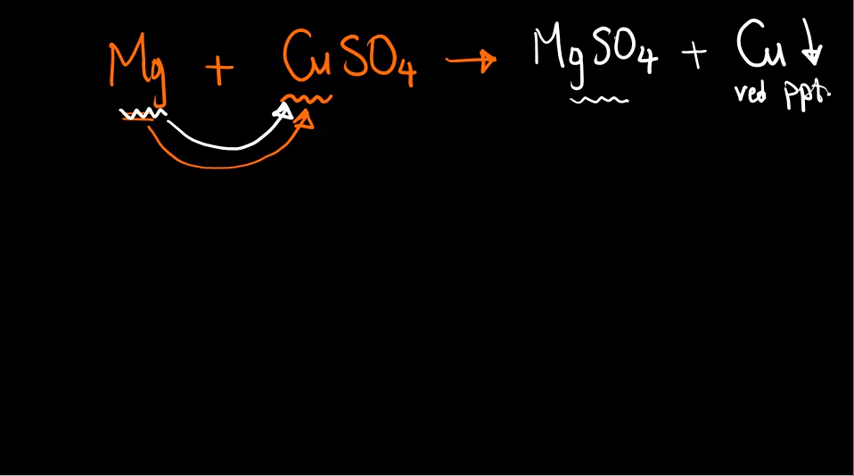 Mg + CuSO4 → MgSO4 + Cu ↓
red ppt.